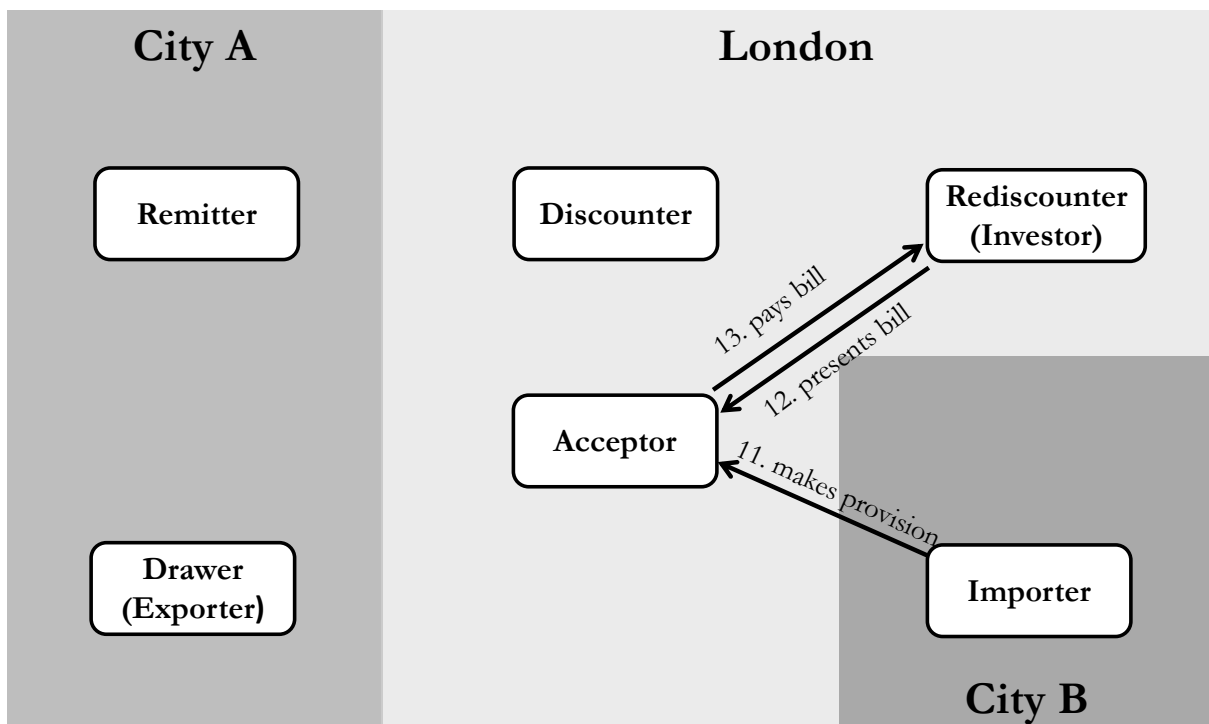 City A
London
Remitter
Discounter
Rediscounter
(Investor)
13. pays bill
12. presents bill
Acceptor
11. makes provision
Drawer
(Exporter)
Importer
City B